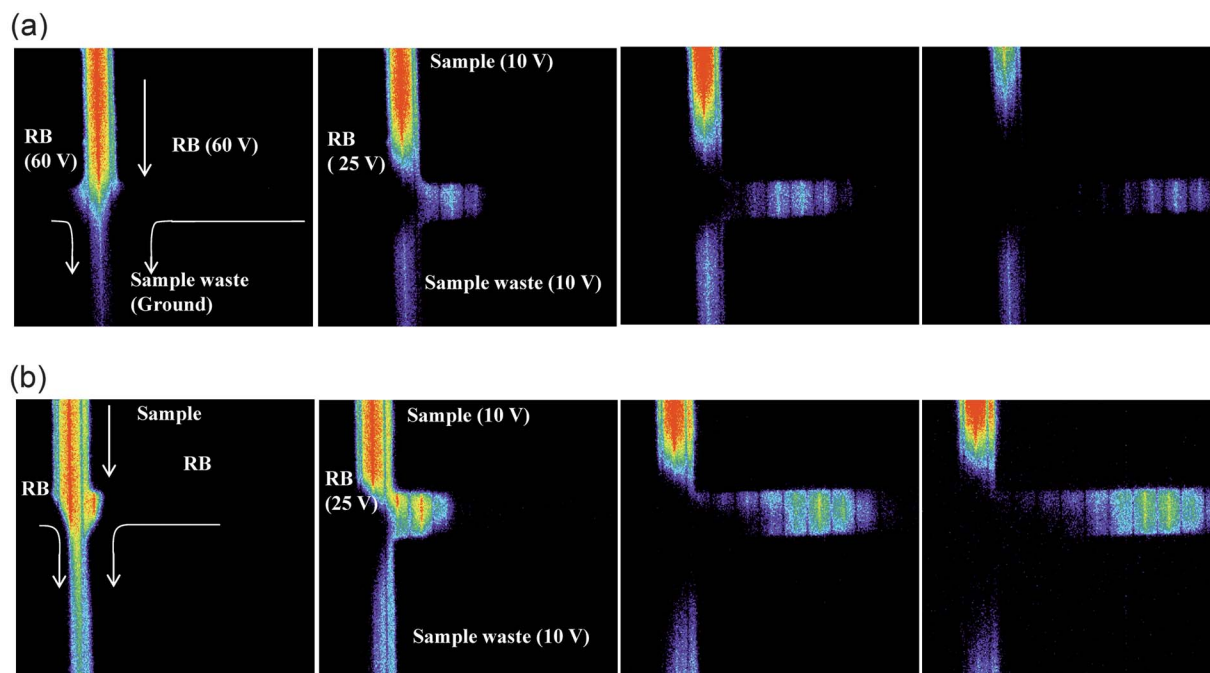 (a)
RB
(60 V)
RB (60 V)
Sample waste
(Ground)
Sample (10 V)
RB
( 25 V)
Sample waste (10 V)
(b)
Sample
RB
RB
Sample (10 V)
RB
(25 V)
Sample waste (10 V)